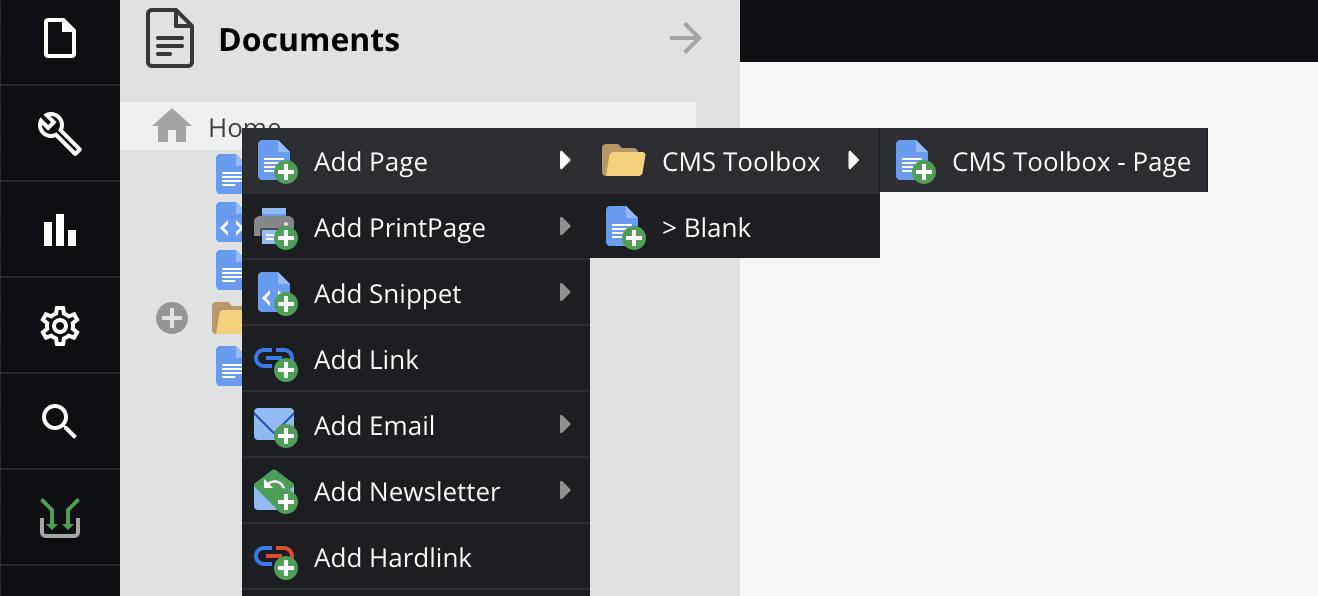 Documents
Home
Add Page
CMS Toolbox
CMS Toolbox - Page
Add PrintPage
> Blank
Add Snippet
Add Link
Add Email
Add Newsletter
Add Hardlink